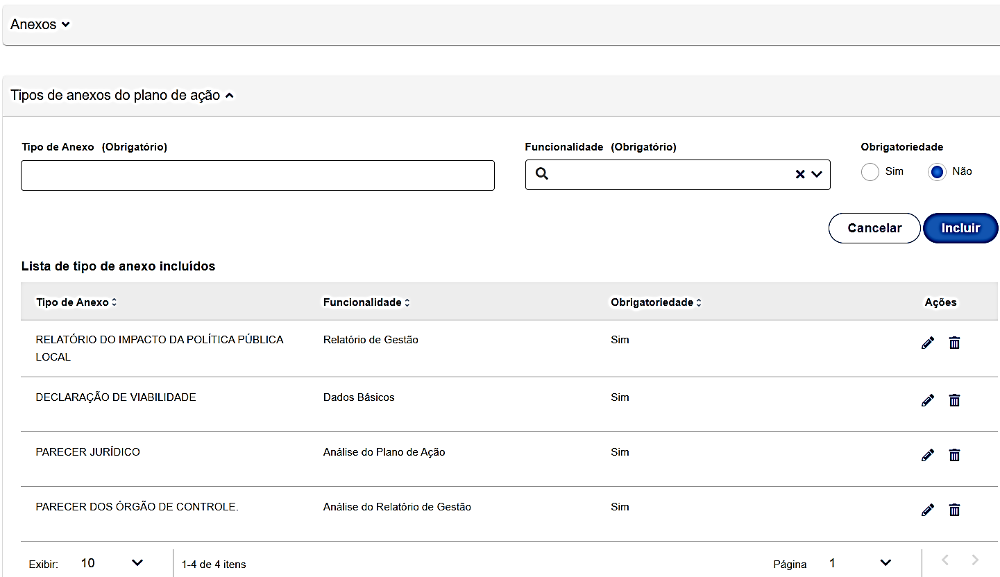 Anexos
Tipos de anexos do plano de ação
Tipo de Anexo (Obrigatório) Funcionalidade (Obrigatório) Obrigatoriedade
Sim Não
Cancelar Incluir
Lista de tipo de anexo incluídos
Tipo de Anexo Funcionalidade Obrigatoriedade Ações
RELATÓRIO DO IMPACTO DA POLÍTICA PÚBLICA Relatório de Gestão Sim
LOCAL
DECLARAÇÃO DE VIABILIDADE Dados Básicos Sim
PARECER JURÍDICO Análise do Plano de Ação Sim
PARECER DOS ÓRGÃO DE CONTROLE. Análise do Relatório de Gestão Sim
Exibir: 10 1-4 de 4 itens Página 1